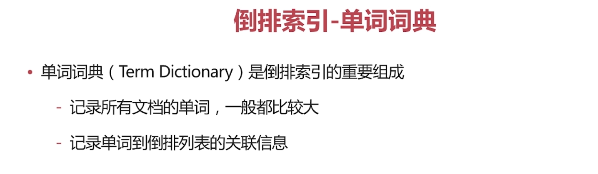 倒排索引-单词词典
• 单词词典（Term Dictionary）是倒排索引的重要组成
- 记录所有文档的单词，一般都比较大
- 记录单词到倒排列表的关联信息